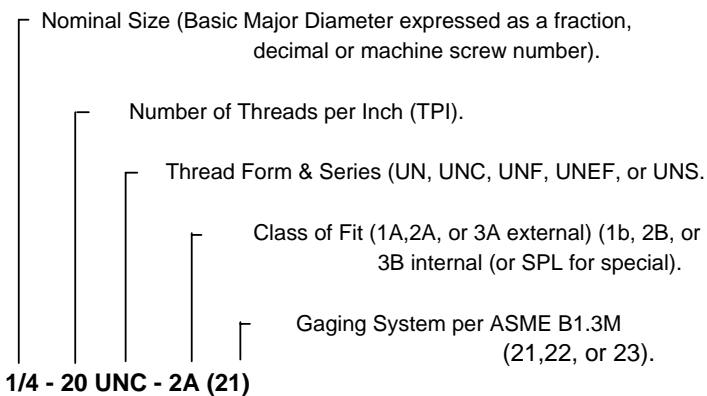 Nominal Size (Basic Major Diameter expressed as a fraction,
decimal or machine screw number).
Number of Threads per Inch (TPI).
Thread Form & Series (UN, UNC, UNF, UNEF, or UNS.
Class of Fit (1A,2A, or 3A external) (1b, 2B, or
3B internal (or SPL for special).
Gaging System per ASME B1.3M
(21,22, or 23).
1/4 - 20 UNC - 2A (21)